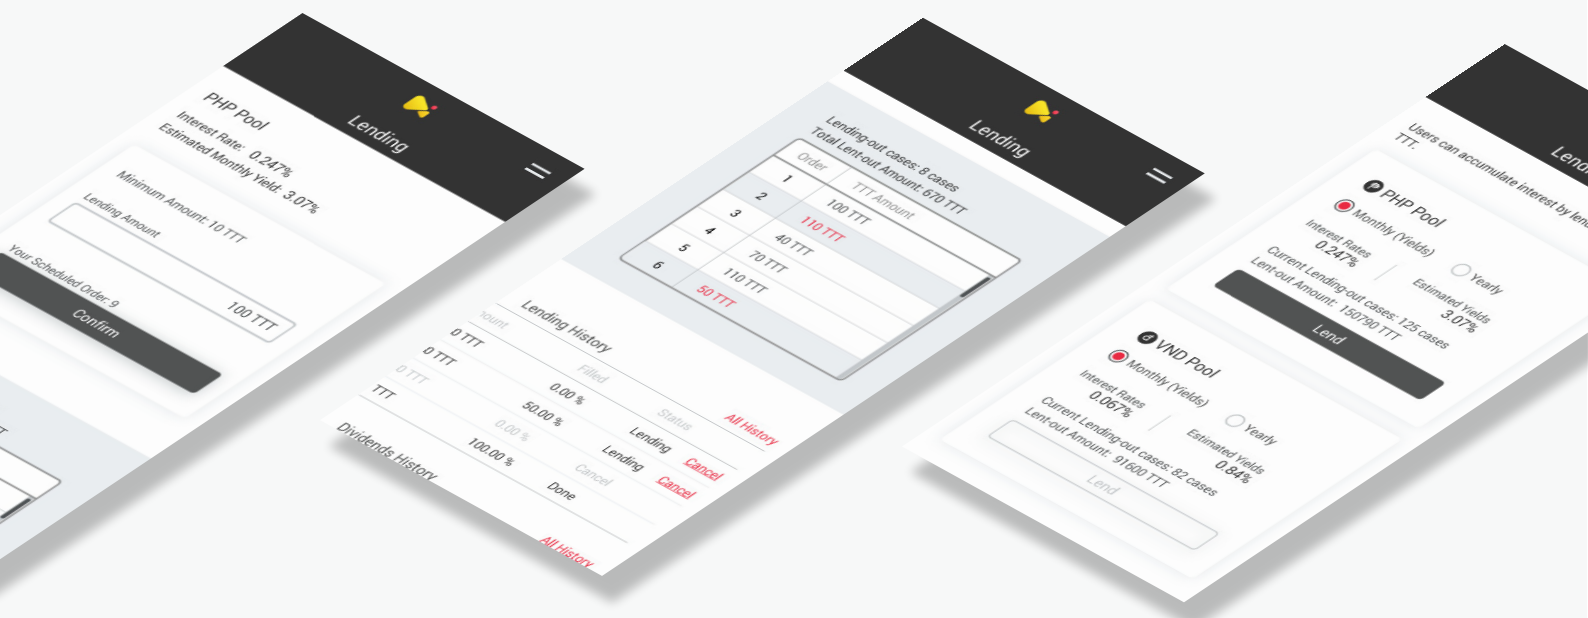 Lending
PHP Pool
Interest Rate: 0.247%
Estimated Monthly Yield: 3.07%
Minimum Amount: 10 TTT
Lending Amount
100 TTT
Your Scheduled Order: 9
Confirm
Lending
Lending-out cases: 8 cases
Total Lent-out Amount: 670 TTT
Order TTT Amount
1 100 TTT
2 110 TTT
3 40 TTT
4 70 TTT
5 110 TTT
6 50 TTT
Lending History
All History
Filled Status
0 TTT 0.00 % Lending Cancel
0 TTT 50.00 % Lending Cancel
0 TTT 0.00 % Cancel
TTT 100.00 % Done
Dividends History
All History
Users can accumulate interest by
TTT.
PHP Pool
Monthly (Yields) Yearly
Interest Rates Estimated Yields
0.247% 3.07%
Current Lending-out cases: 125 cases
Lent-out Amount: 150790 TTT
Lend
VND Pool
Monthly (Yields) Yearly
Interest Rates Estimated Yields
0.067% 0.84%
Current Lending-out cases: 82 cases
Lent-out Amount: 91600 TTT
Lend